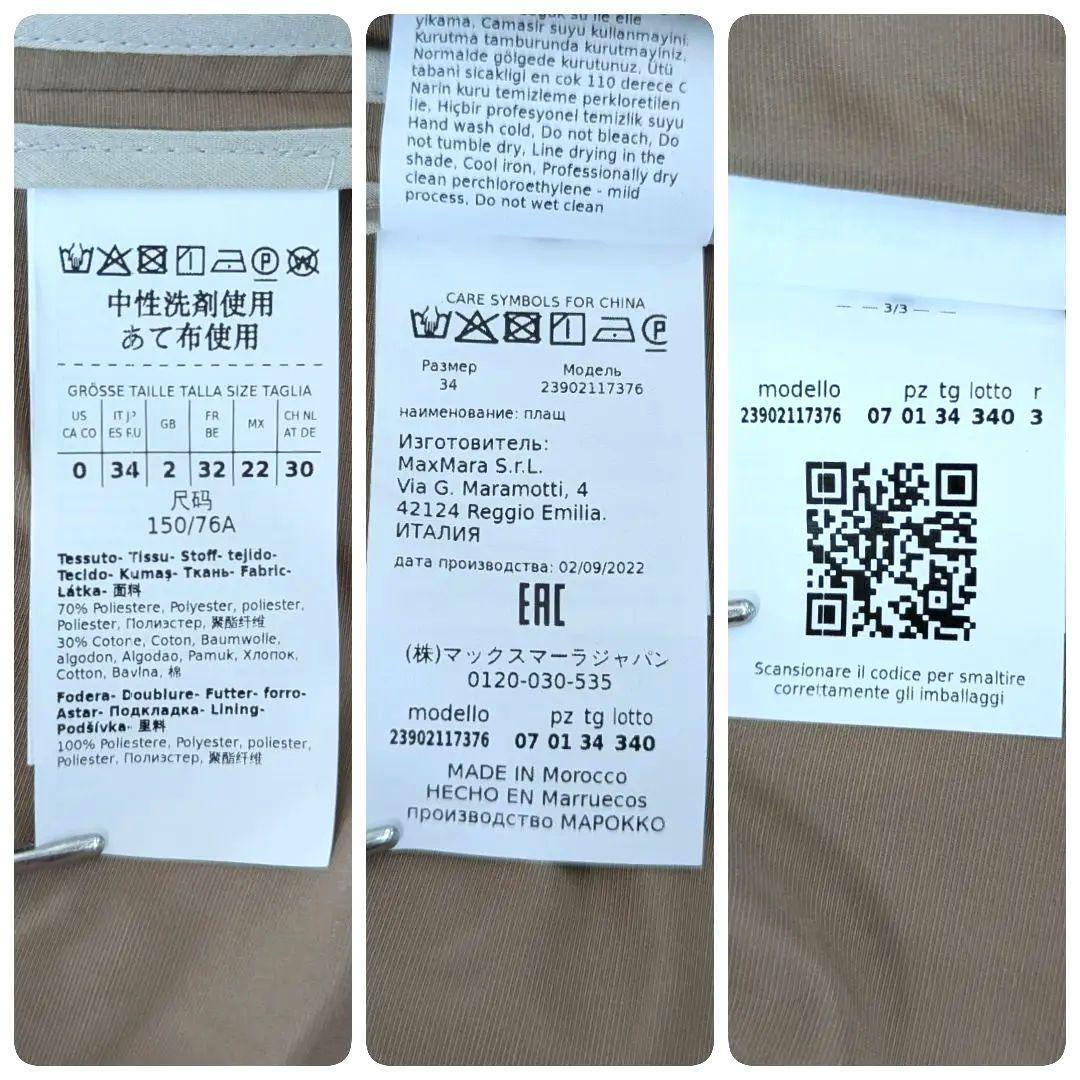 中性洗剤使用
あて布使用
GRÖSSE TAILLE TALLA SIZE TAGLIA
US CA CO
IT JP ES RU
GB
FR BE
MX
CH NL AT DE
0 34 2 32 22 30
尺码
150/76A
Tessuto- Tissu- Stoff- tejido-
Tecido- Kumaş- Ткань- Fabric-
Látka- 面料
70% Poliestere, Polyester, poliester,
Poliester, Полиэстер, 聚酯纤维
30% Cotone, Coton, Baumwolle,
algodon, Algodao, Pamuk, Хлопок,
Cotton, Bavlna, 棉
Fodera- Doublure- Futter- forro-
Astar- Подкладка- Lining-
Podšívka- 里料
100% Poliestere, Polyester, poliester,
Poliester, Полиэстер, 聚酯纤维
su ile elle
yikama, Camasir suyu kullanmayini
Kurutma tamburunda kurutmayiniz,
Normalde gölgede kurutunuz, Ütü
tabani sicakligi en cok 110 derece C
Narin kuru temizleme perkloretilen
ile, Hiçbir profesyonel temizlik suyu
Hand wash cold, Do not bleach, Do
not tumble dry, Line drying in the
shade, Cool iron, Professionally dry
clean perchloroethylene - mild
process, Do not wet clean
CARE SYMBOLS FOR CHINA
Размер Модель
34 23902117376
наименование: плащ
Изготовитель:
MaxMara S.r.L.
Via G. Maramotti, 4
42124 Reggio Emilia.
ИТАЛИЯ
дата производства: 02/09/2022
EAC
(株)マックスマーラジャパン
0120-030-535
modello pz tg lotto
23902117376 07 01 34 340
MADE IN Morocco
HECHO EN Marruecos
производство МАРОККО
— — 3/3 — —
modello pz tg lotto r
23902117376 07 01 34 340 3
Scansionare il codice per smaltire
correttamente gli imballaggi